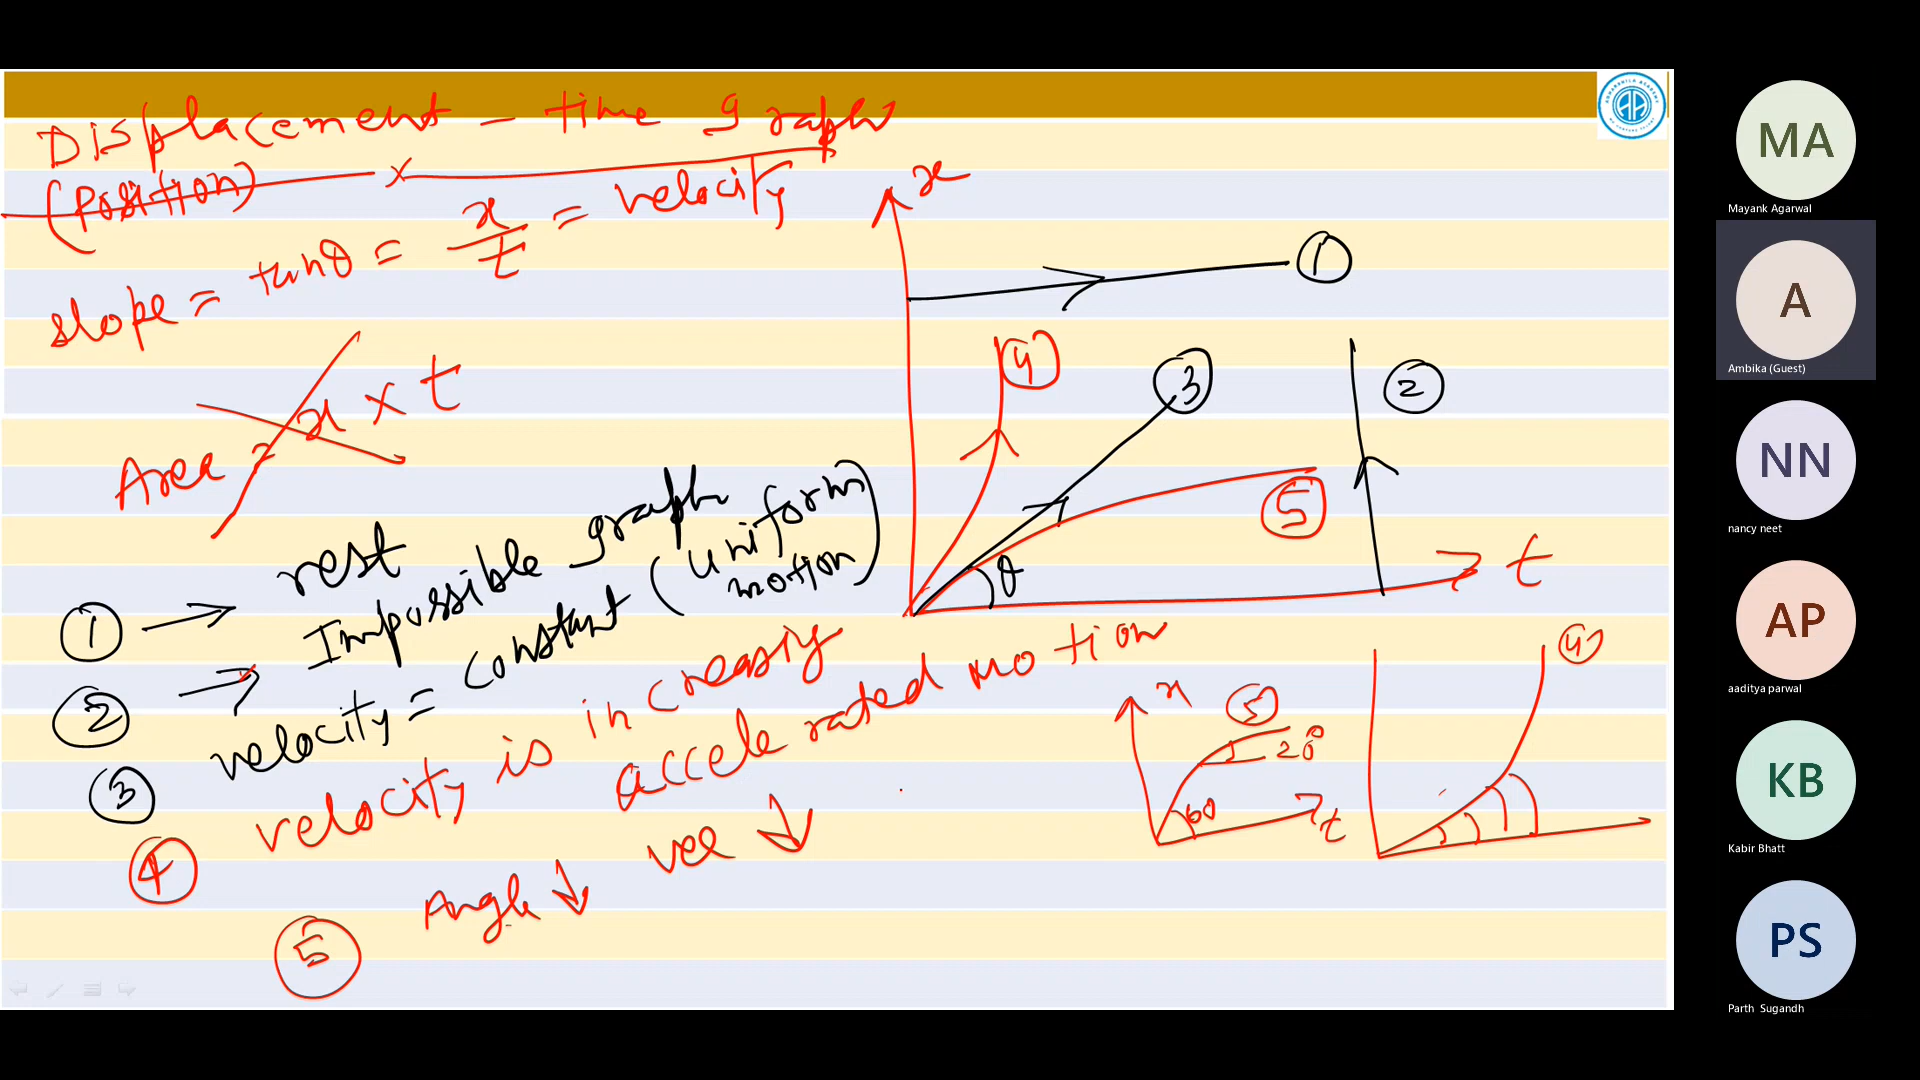 Displacement - time graph
(Position)
slope = tanθ = x/t = velocity
Area = x × t
x
t
1
2
3
4
5
θ
1 → rest
2 → Impossible graph
3 velocity = constant (uniform motion)
4 velocity is increasiy
accelerated motion
5 Angle ↓ vel ↓
x
5
20°
60
t
4
MA
Mayank Agarwal
A
Ambika (Guest)
NN
nancy neet
AP
aaditya parwal
KB
Kabir Bhatt
PS
Parth Sugandh